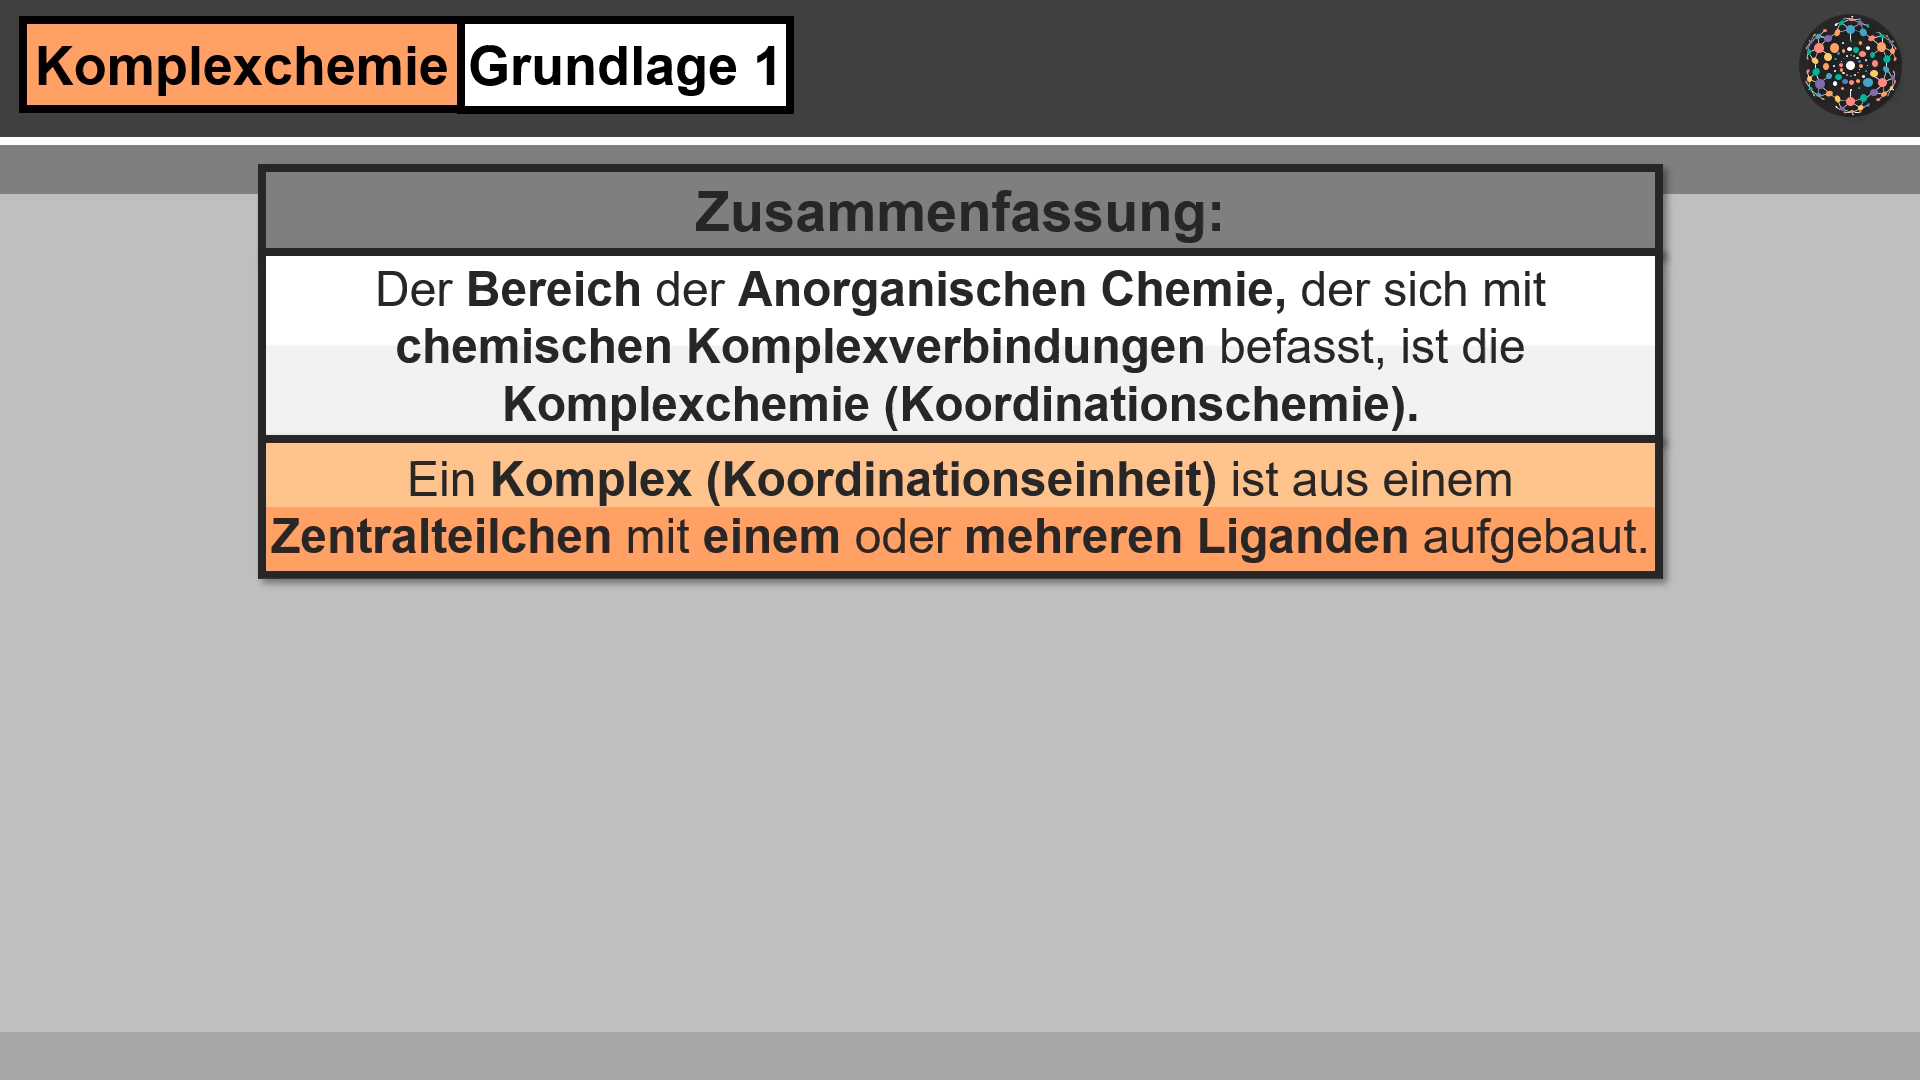 Komplexchemie Grundlage 1
Zusammenfassung:
Der Bereich der Anorganischen Chemie, der sich mit
chemischen Komplexverbindungen befasst, ist die
Komplexchemie (Koordinationschemie).
Ein Komplex (Koordinationseinheit) ist aus einem
Zentralteilchen mit einem oder mehreren Liganden aufgebaut.